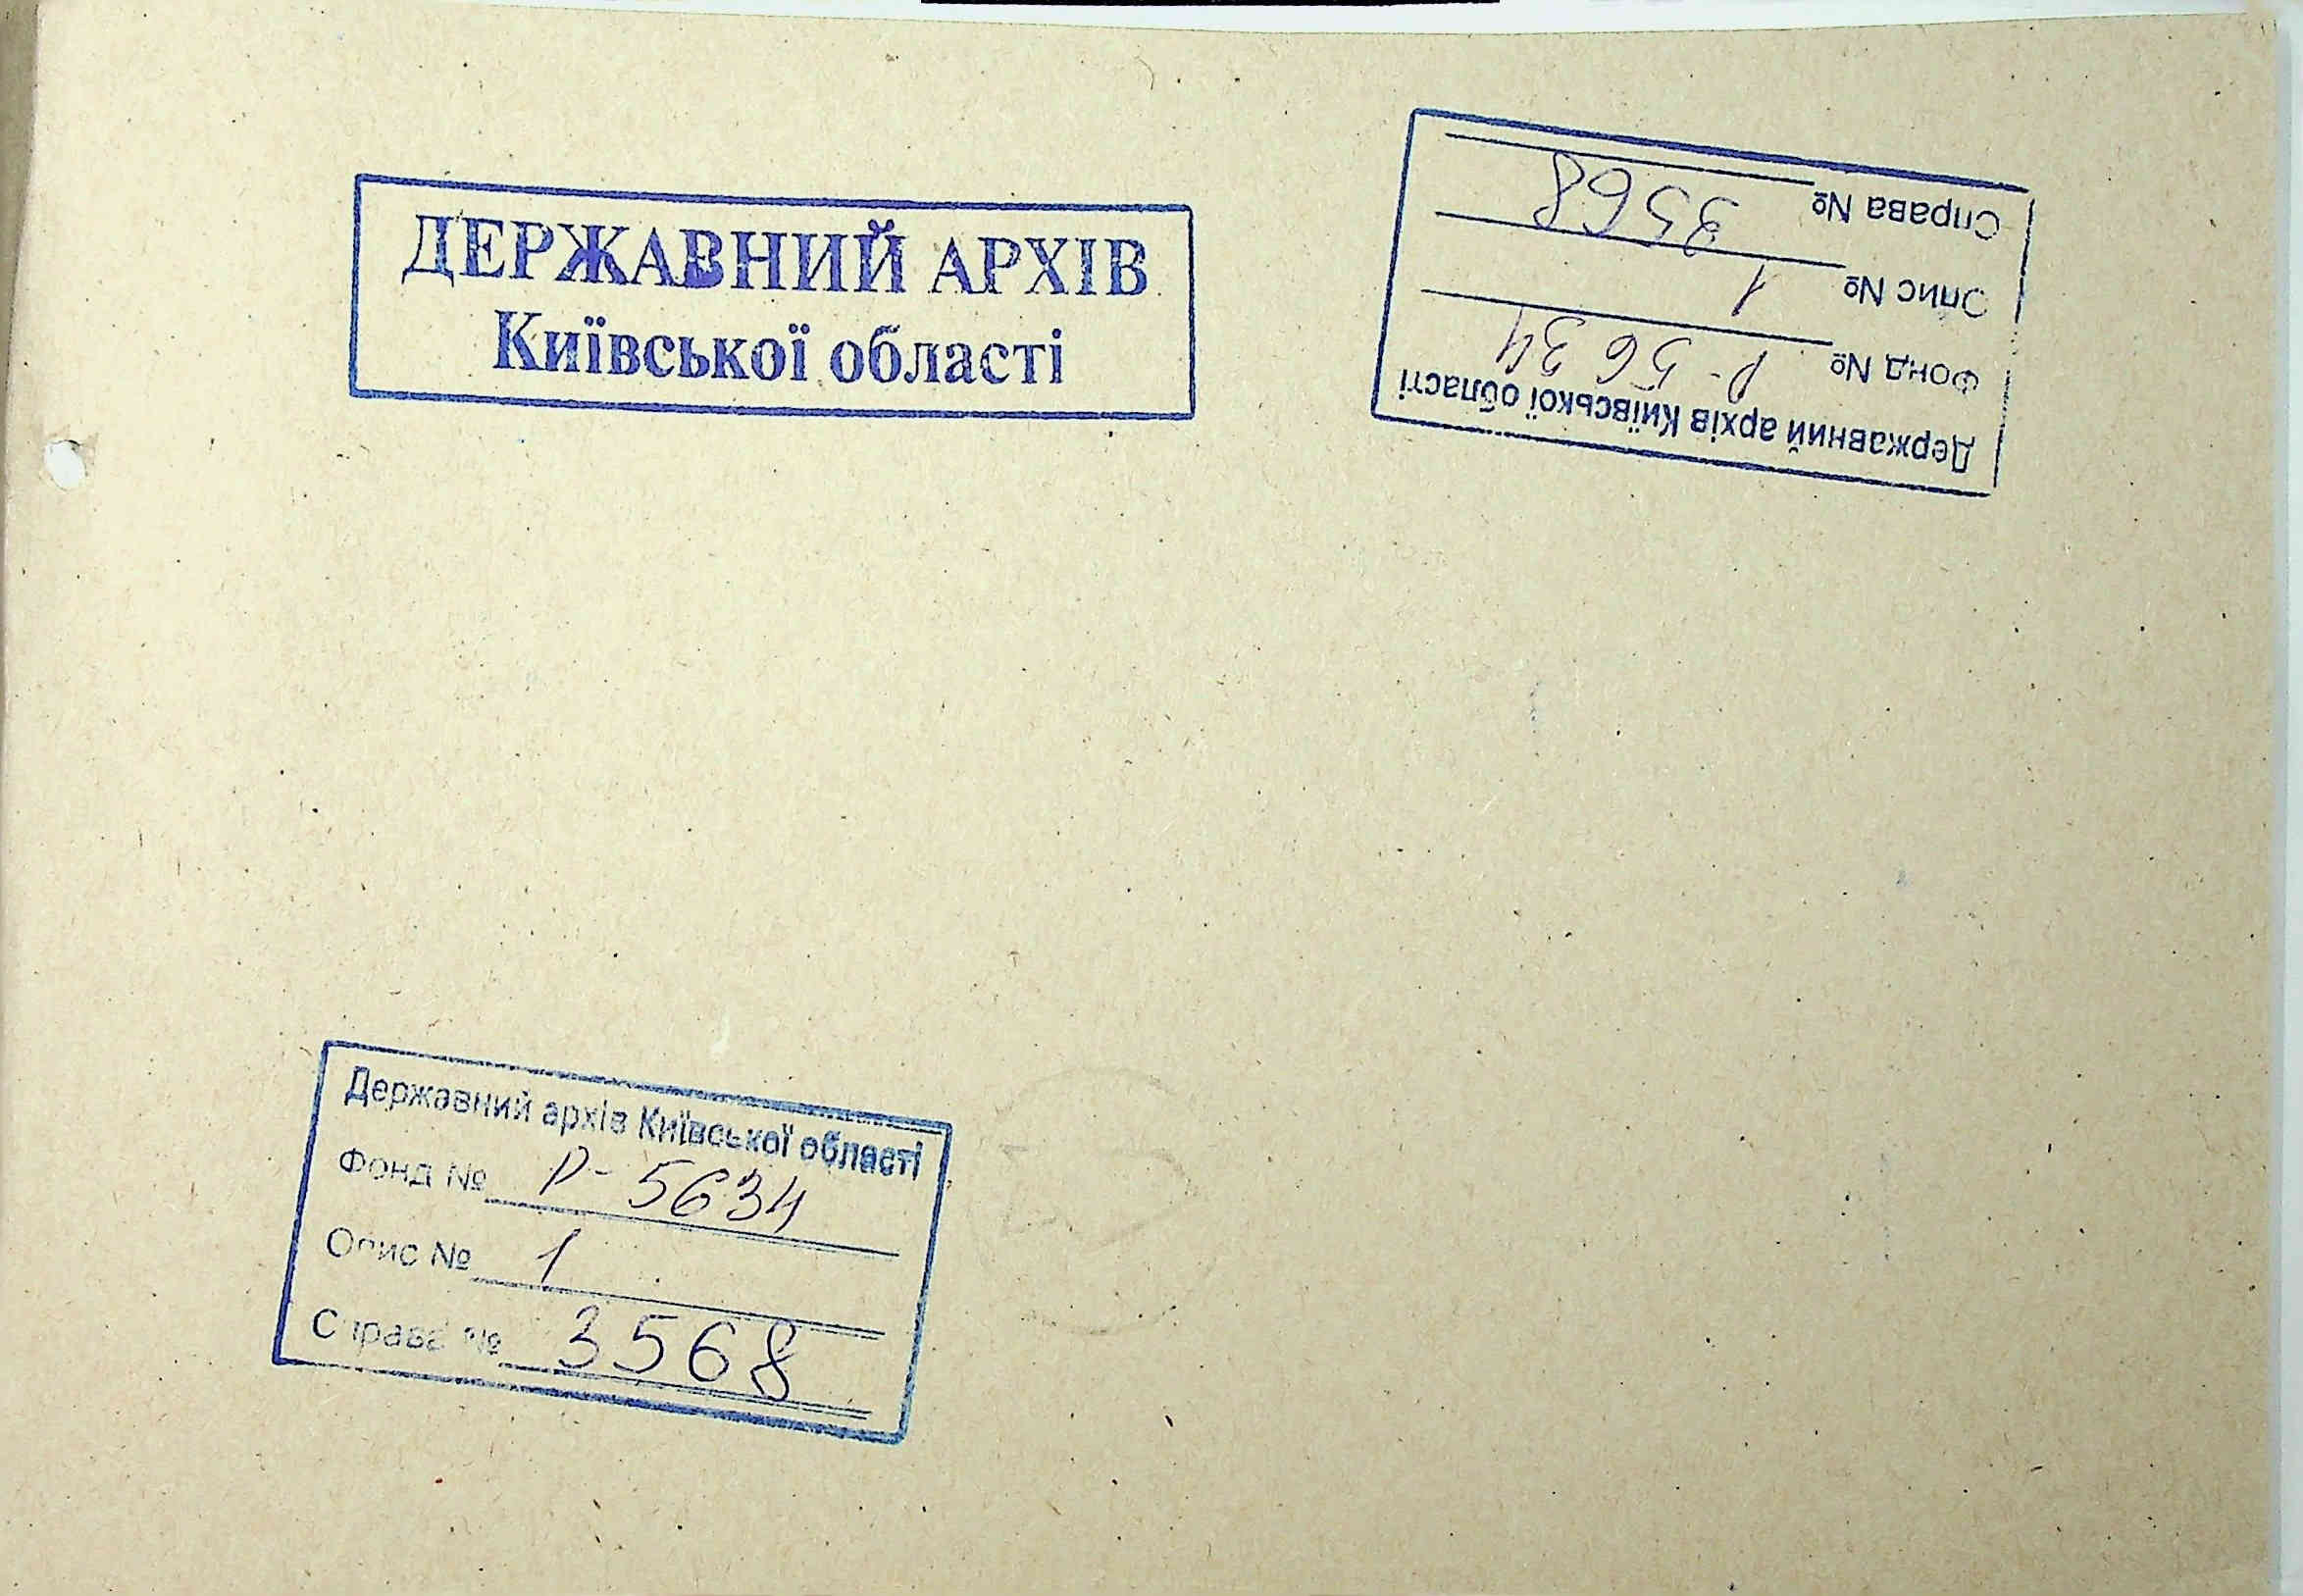 ДЕРЖАВНИЙ АРХІВ
Київської області
Державний архів Київської області
Фонд № Р-5634
Опис № 1
Справа № 3568
Державний архів Київської області
Фонд № Р-5634
Опис № 1
Справа № 3568